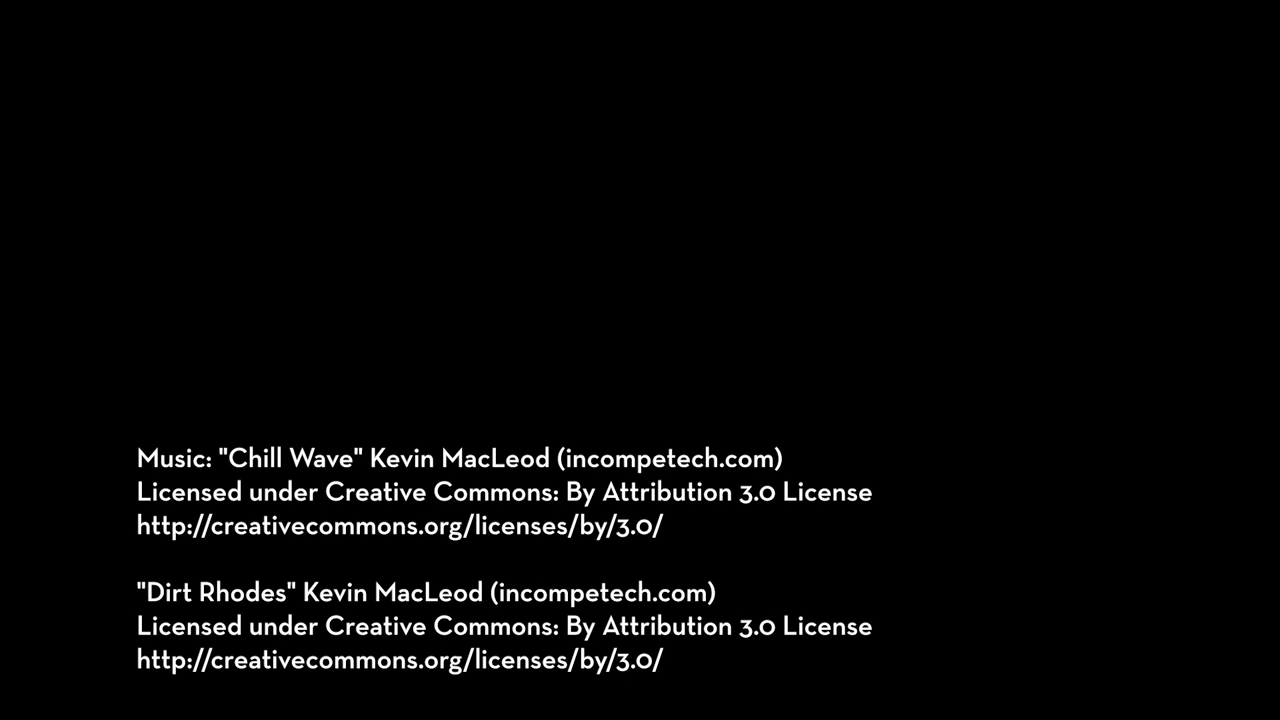 Music: "Chill Wave" Kevin MacLeod (incompetech.com)
Licensed under Creative Commons: By Attribution 3.0 License
http://creativecommons.org/licenses/by/3.0/
"Dirt Rhodes" Kevin MacLeod (incompetech.com)
Licensed under Creative Commons: By Attribution 3.0 License
http://creativecommons.org/licenses/by/3.0/